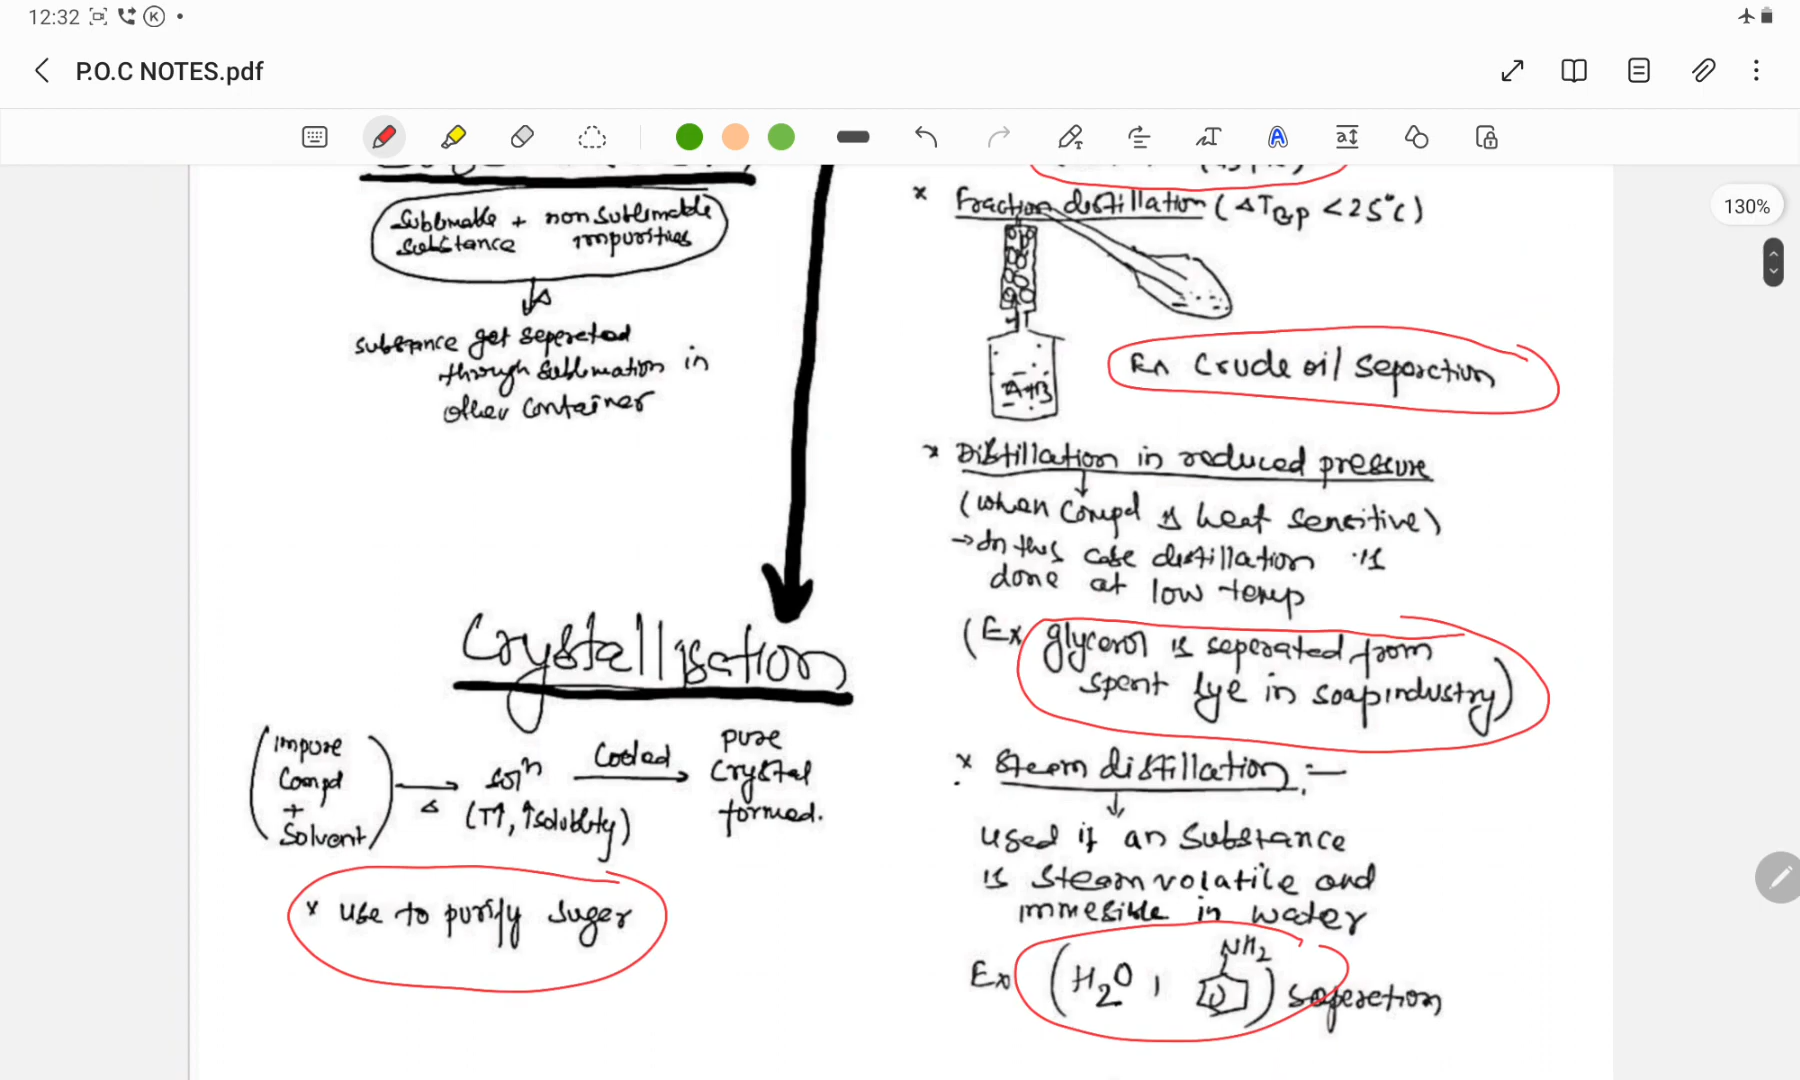 12:32
P.O.C NOTES.pdf
130%
Sublimable + non Sublimable
Substance impurities
Δ
substance get seperated
through sublimation in
other container
Crystallisation
Impure
Compd
+
Solvent
Δ
solⁿ
(T↑, ↑solublity)
Cooled
pure
Crystal
formed.
* use to purify suger
* Fraction distillation (ΔTBP < 25°C)
A+B
Ex Crude oil Seperation
* Distillation in reduced pressure
(when Compd is heat sensitive)
→ In this case distillation is
done at low temp
(Ex glycerol is seperated from
spent lye in soap industry)
* Steam distillation :-
used if an Substance
is Steam volatile and
immesible in water
Ex (H₂O, NH₂) seperetion